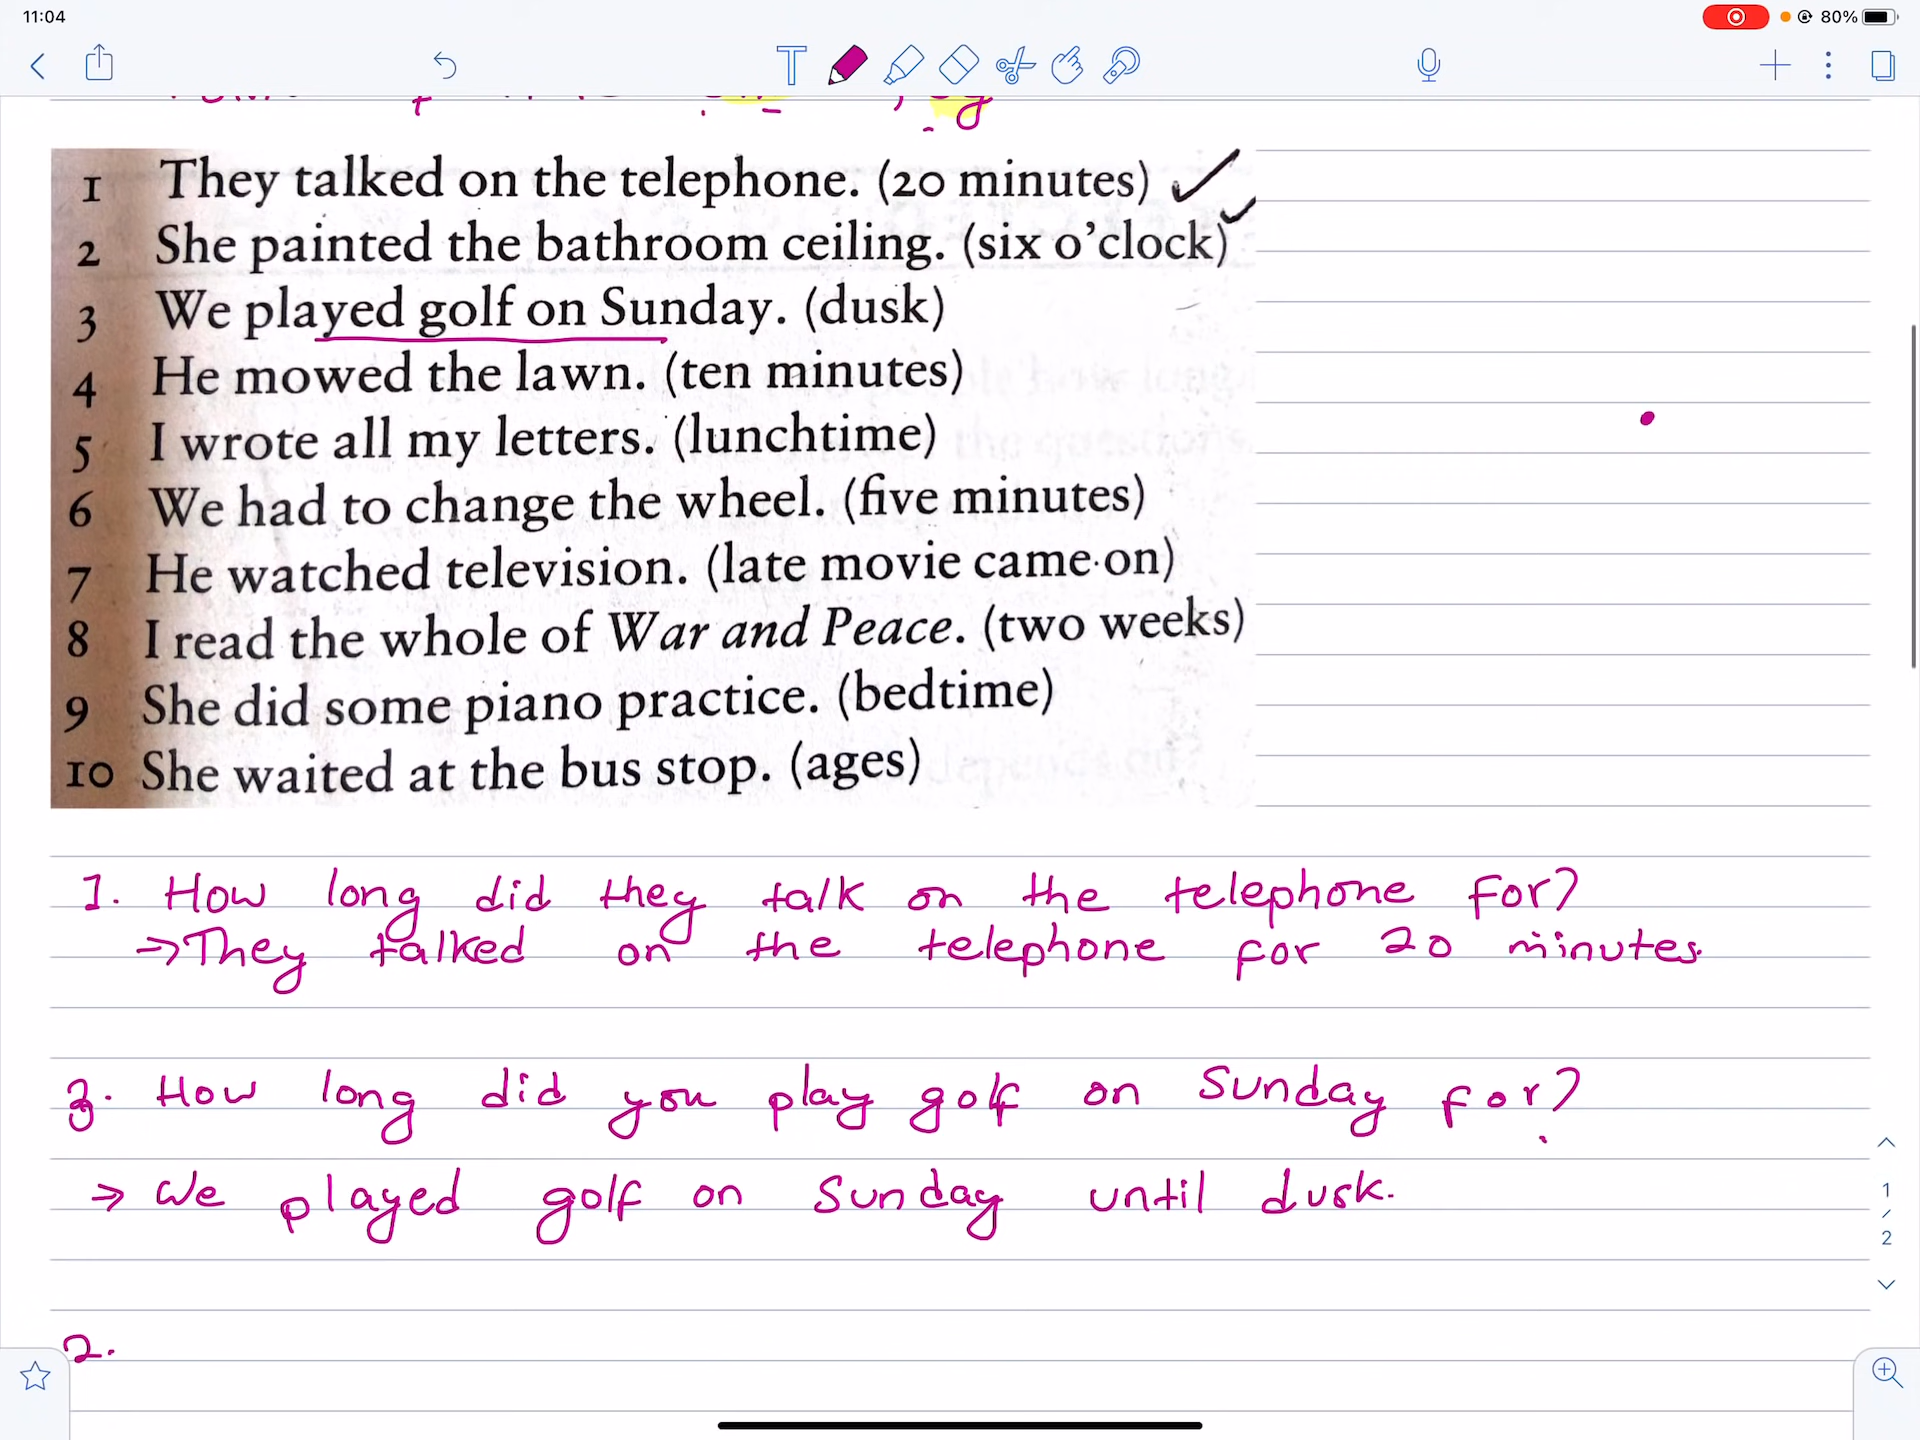 11:04
80%
1 They talked on the telephone. (20 minutes)
2 She painted the bathroom ceiling. (six o'clock)
3 We played golf on Sunday. (dusk)
4 He mowed the lawn. (ten minutes)
5 I wrote all my letters. (lunchtime)
6 We had to change the wheel. (five minutes)
7 He watched television. (late movie came on)
8 I read the whole of War and Peace. (two weeks)
9 She did some piano practice. (bedtime)
10 She waited at the bus stop. (ages)
1. How long did they talk on the telephone for?
→They talked on the telephone for 20 minutes.
3. How long did you play golf on Sunday for?
→ We played golf on Sunday until dusk.
1
/
2
2.